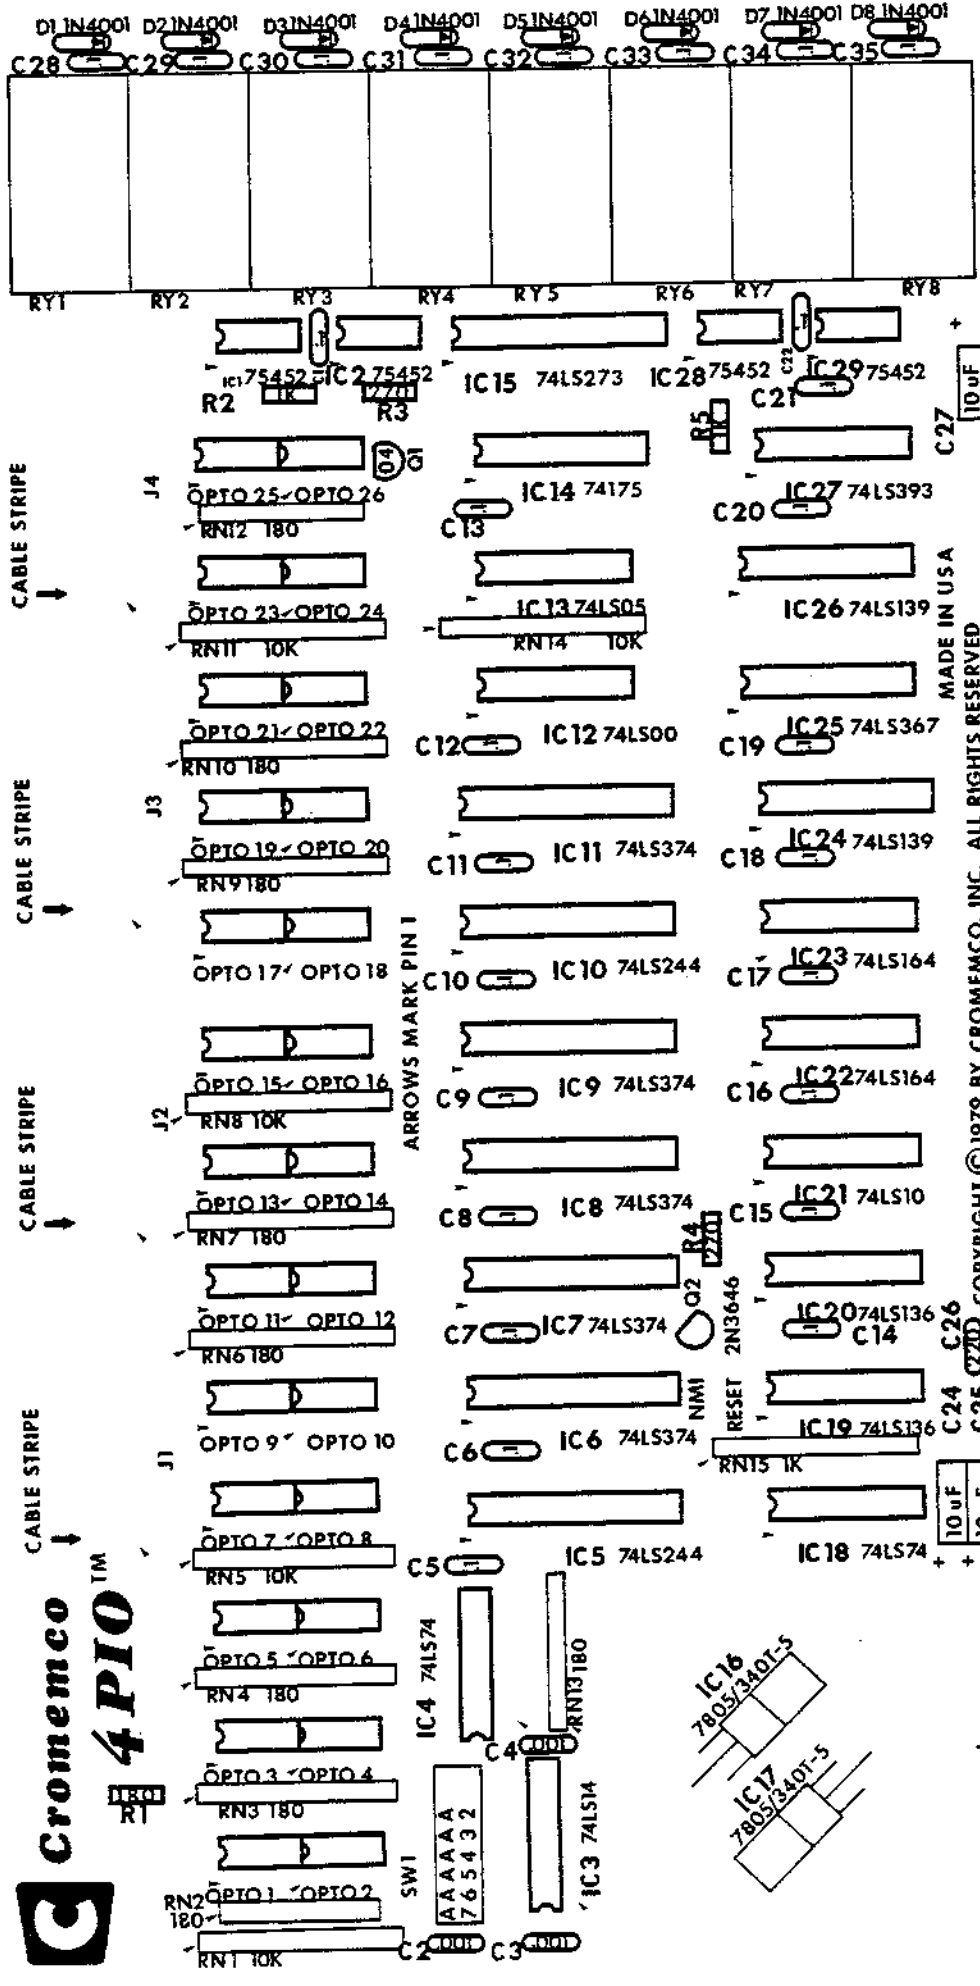 D1 1N4001 D2 1N4001 D3 1N4001 D4 1N4001 D5 1N4001 D6 1N4001 D7 1N4001 D8 1N4001
C28 C29 C30 C31 C32 C33 C34 C35
RY1 RY2 RY3 RY4 RY5 RY6 RY7 RY8
IC1 75452 IC2 75452 IC15 74LS273 IC28 75452 C22 IC29 75452
R2 1K 270 R3 C21
+
10 uF
C27
R5 1K
Q4 Q1
J4
OPTO 25 OPTO 26 IC14 74175 IC27 74LS393
RN12 180 C13 C20
CABLE STRIPE
OPTO 23 OPTO 24 IC13 74LS05 IC26 74LS139
RN11 10K RN14 10K
MADE IN USA
OPTO 21 OPTO 22 C12 IC12 74LS00 C19 IC25 74LS367
RN10 180
J3
CABLE STRIPE
OPTO 19 OPTO 20 C11 IC11 74LS374 C18 IC24 74LS139
RN9 180
OPTO 17 OPTO 18 C10 IC10 74LS244 C17 IC23 74LS164
ARROWS MARK PIN 1
COPYRIGHT ©1979 BY CROMEMCO, INC. ALL RIGHTS RESERVED
J2
CABLE STRIPE
OPTO 15 OPTO 16 C9 IC9 74LS374 C16 IC22 74LS164
RN8 10K
OPTO 13 OPTO 14 C8 IC8 74LS374 C15 IC21 74LS10
RN7 180
R4 270
Q2 2N3646
OPTO 11 OPTO 12 C7 IC7 74LS374 IC20 74LS136
RN6 180 C14
C26
220
C24
C25
NMI
RESET
J1
CABLE STRIPE
OPTO 9 OPTO 10 C6 IC6 74LS374 IC19 74LS136
RN15 1K
10 uF
+ +
OPTO 7 OPTO 8 C5 IC5 74LS244 IC18 74LS74
RN5 10K
Cromemco
4PIO™
OPTO 5 OPTO 6
RN4 180
IC4 74LS74
RN13 180
IC16
7805/340T-5
C4 .001
OPTO 3 OPTO 4
RN3 180
180
R1
IC17
7805/340T-5
IC3 74LS14
SW1
A A A A A A
7 6 5 4 3 2
RN2 OPTO 1 OPTO 2
180
RN1 10K
C2 .001 C3 .001